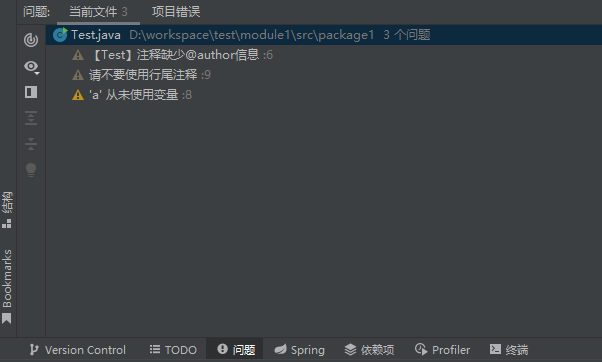 问题: 当前文件 3 项目错误
Test.java D:\workspace\test\module1\src\package1 3 个问题
【Test】注释缺少@author信息 :6
请不要使用行尾注释 :9
'a' 从未使用变量 :8
结构
Bookmarks
Version Control TODO 问题 Spring 依赖项 Profiler 终端